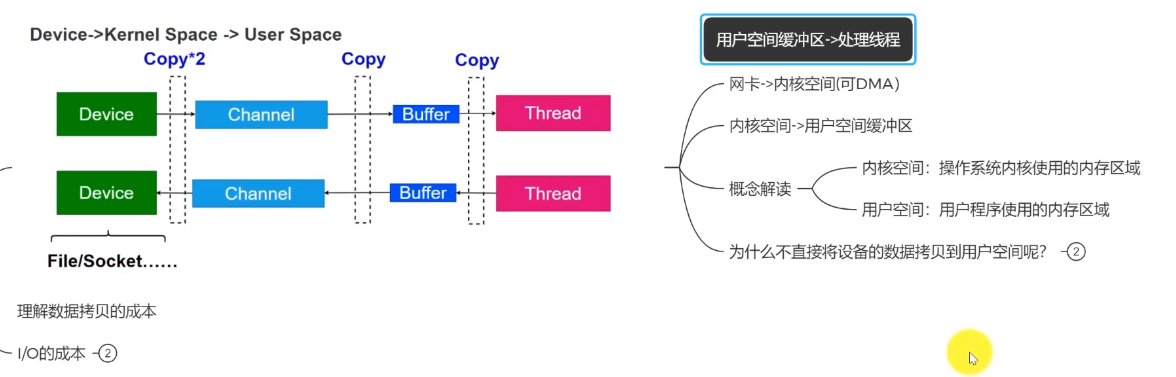 Device->Kernel Space -> User Space
Copy*2
Copy
Copy
Device
Channel
Buffer
Thread
Device
Channel
Buffer
Thread
File/Socket……
理解数据拷贝的成本
I/O的成本 2
用户空间缓冲区->处理线程
网卡->内核空间(可DMA)
内核空间->用户空间缓冲区
概念解读
内核空间：操作系统内核使用的内存区域
用户空间：用户程序使用的内存区域
为什么不直接将设备的数据拷贝到用户空间呢？ 2